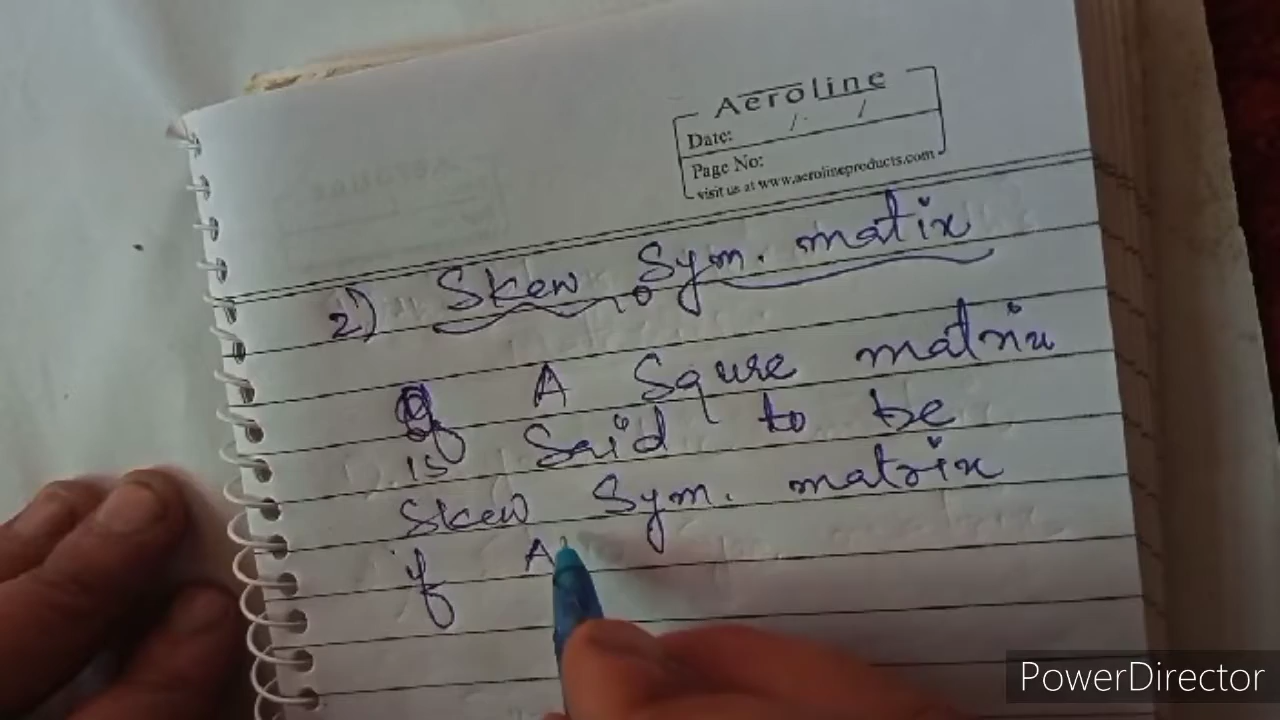 Aeroline
Date: / /
Page No:
visit us at www.aerolineproducts.com
2) Skew Sym. matix
If A Squre matrix
is Said to be
Skew Sym. matrix
if A
PowerDirector